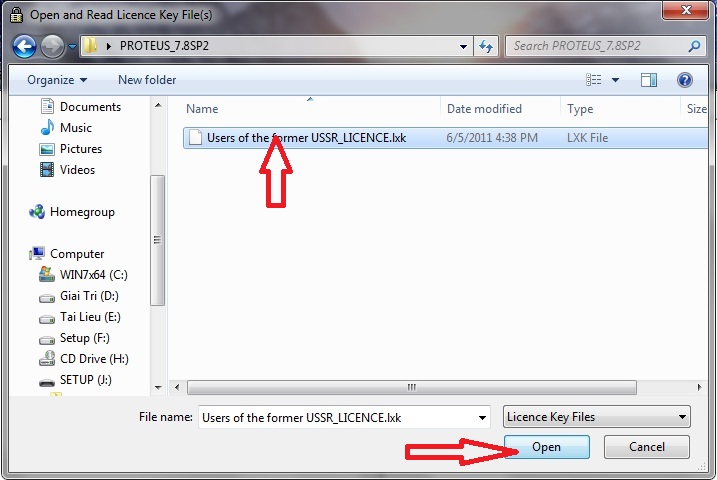 Open and Read Licence Key File(s)
PROTEUS_7.8SP2
Search PROTEUS_7.8SP2
Organize
New folder
Name
Date modified
Type
Size
Users of the former USSR_LICENCE.lxk
6/5/2011 4:38 PM
LXK File
Documents
Music
Pictures
Videos
Homegroup
Computer
WIN7x64 (C:)
Giai Tri (D:)
Tai Lieu (E:)
Setup (F:)
CD Drive (H:)
SETUP (J:)
File name:
Users of the former USSR_LICENCE.lxk
Licence Key Files
Open
Cancel